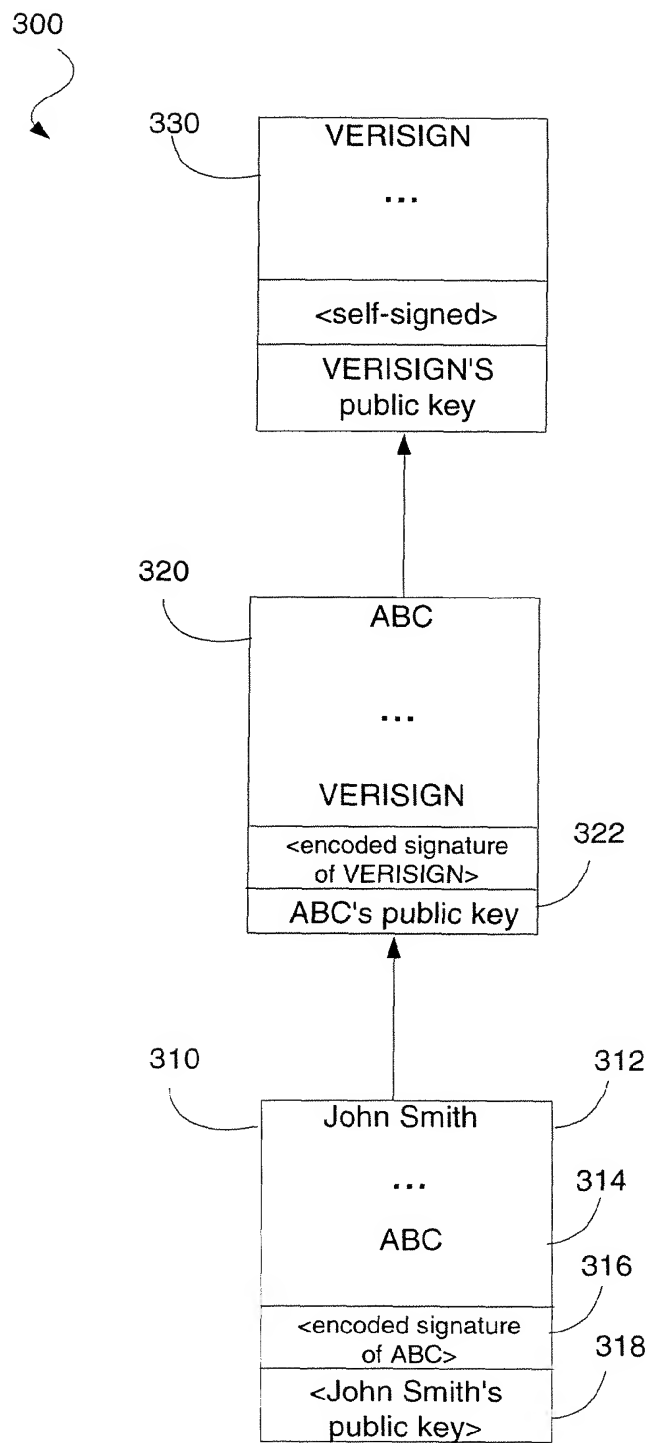 300
330
VERISIGN
...
<self-signed>
VERISIGN'S
public key
320
ABC
...
VERISIGN
322
<encoded signature
of VERISIGN>
ABC's public key
310
312
John Smith
...
314
ABC
316
<encoded signature
of ABC>
318
<John Smith's
public key>